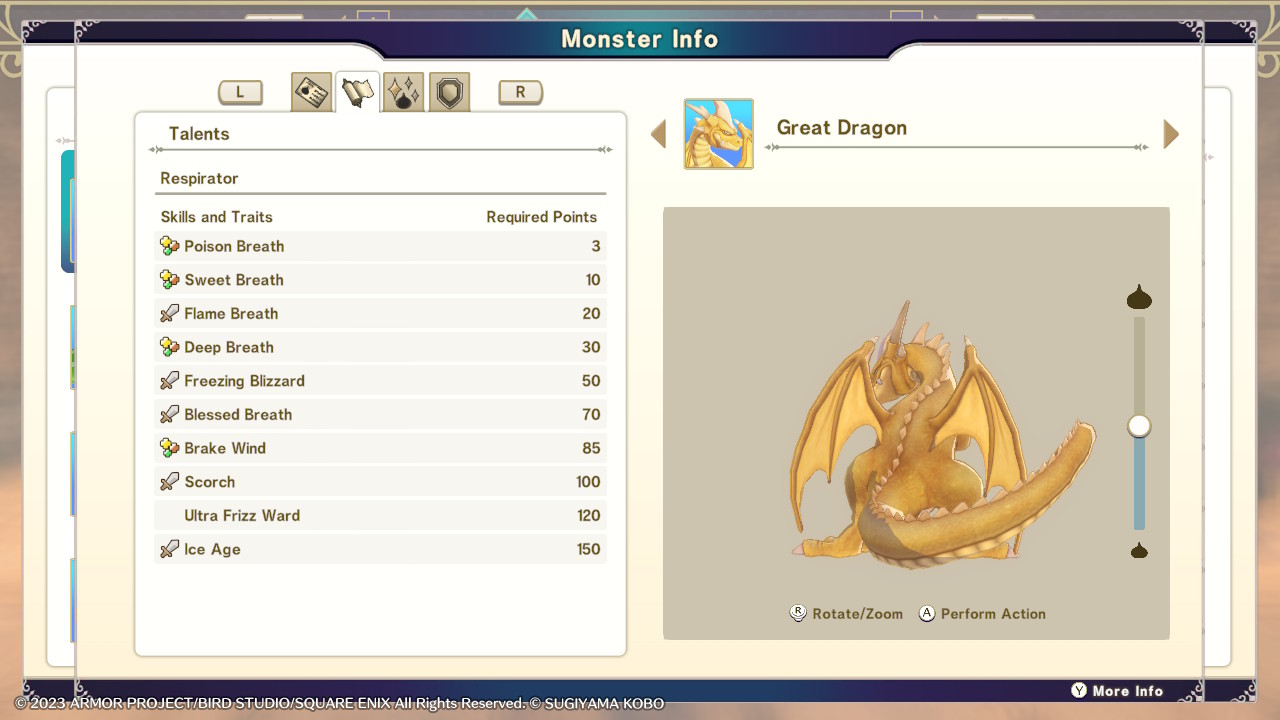 Monster Info
L
R
Talents
Respirator
Skills and Traits Required Points
Poison Breath 3
Sweet Breath 10
Flame Breath 20
Deep Breath 30
Freezing Blizzard 50
Blessed Breath 70
Brake Wind 85
Scorch 100
Ultra Frizz Ward 120
Ice Age 150
Great Dragon
R Rotate/Zoom A Perform Action
Y More Info
© 2023 ARMOR PROJECT/BIRD STUDIO/SQUARE ENIX All Rights Reserved. © SUGIYAMA KOBO